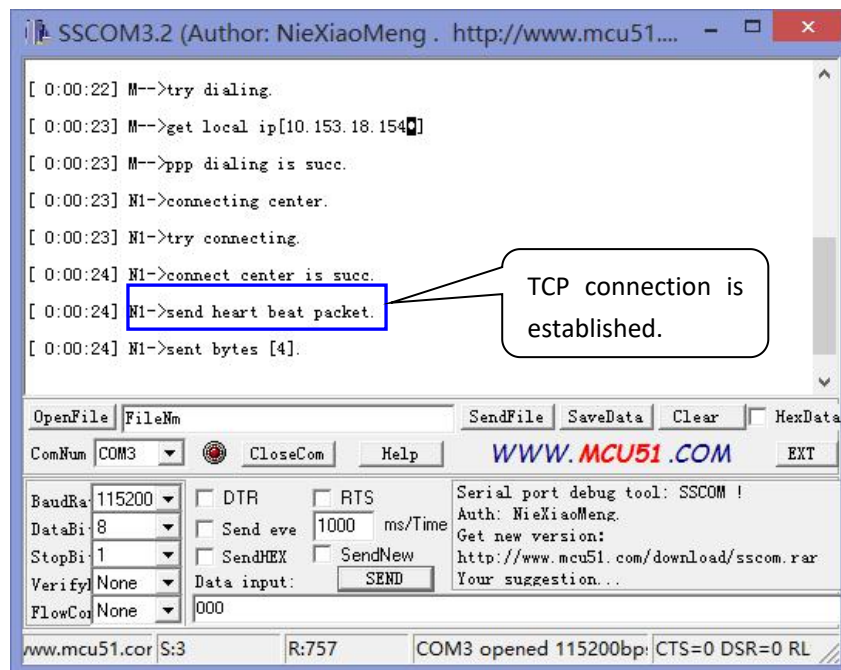 SSCOM3.2 (Author: NieXiaoMeng . http://www.mcu51....
[ 0:00:22] M-->try dialing.
[ 0:00:23] M-->get local ip[10.153.18.154]
[ 0:00:23] M-->ppp dialing is succ.
[ 0:00:23] N1->connecting center.
[ 0:00:23] N1->try connecting.
[ 0:00:24] N1->connect center is succ.
[ 0:00:24] N1->send heart beat packet.
[ 0:00:24] N1->sent bytes [4].
TCP connection is
established.
OpenFile FileNm SendFile SaveData Clear HexData
ComNum COM3 CloseCom Help WWW.MCU51.COM EXT
BaudRa 115200 DTR RTS
DataBi 8 Send eve 1000 ms/Time
StopBi 1 SendHEX SendNew
Verify None Data input: SEND
FlowCo None 000
Serial port debug tool: SSCOM !
Auth: NieXiaoMeng.
Get new version:
http://www.mcu51.com/download/sscom.rar
Your suggestion...
www.mcu51.cor S:3 R:757 COM3 opened 115200bp: CTS=0 DSR=0 RL